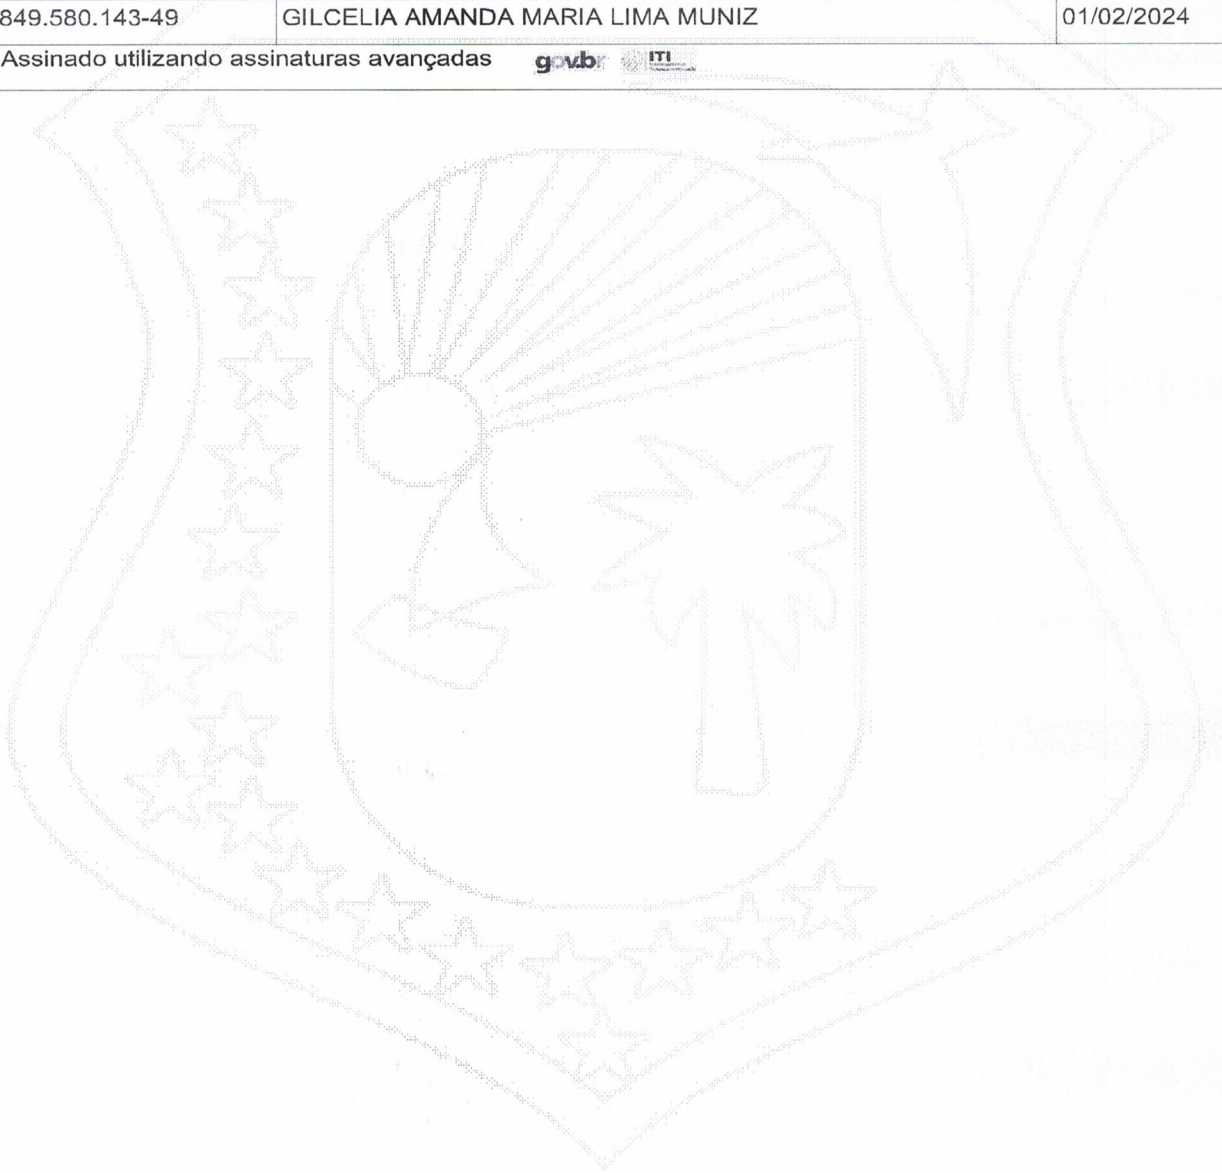 849.580.143-49 GILCELIA AMANDA MARIA LIMA MUNIZ 01/02/2024
Assinado utilizando assinaturas avançadas gov.br ITI